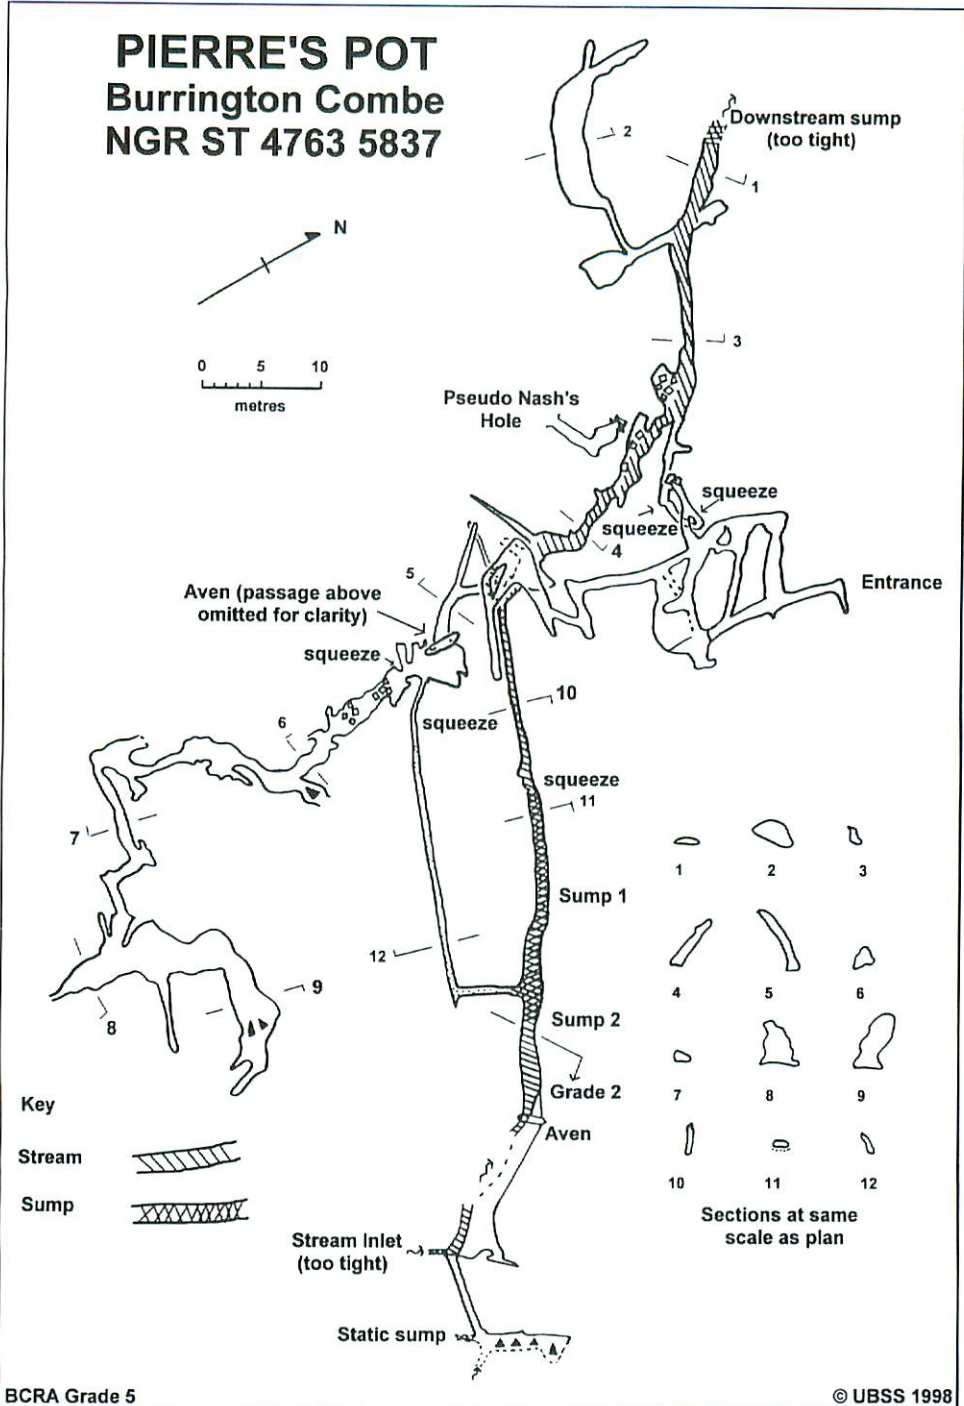 PIERRE'S POT
Burrington Combe
NGR ST 4763 5837
N
0 5 10
metres
2
Downstream sump
(too tight)
1
3
Pseudo Nash's
Hole
squeeze
squeeze
4
Entrance
5
Aven (passage above
omitted for clarity)
squeeze
10
6
squeeze
squeeze
11
7
Sump 1
12
9
8
Sump 2
Grade 2
Aven
1 2 3
4 5 6
7 8 9
10 11 12
Sections at same
scale as plan
Key
Stream
Sump
Stream Inlet
(too tight)
Static sump
BCRA Grade 5
© UBSS 1998